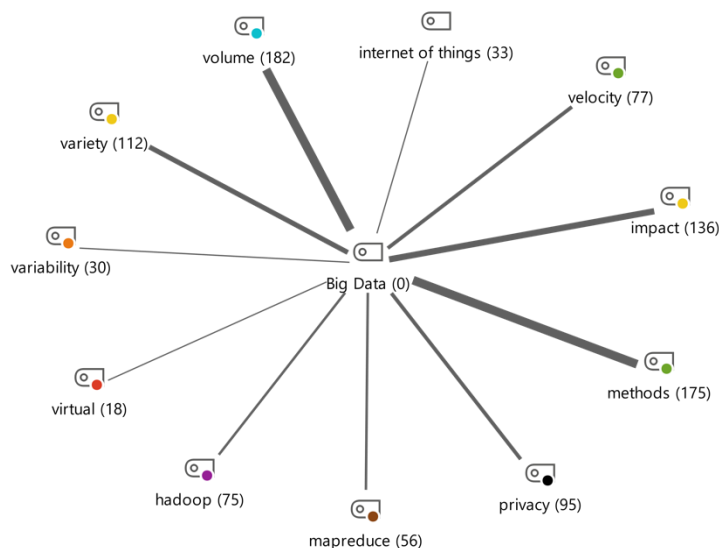 volume (182)
internet of things (33)
velocity (77)
variety (112)
impact (136)
variability (30)
Big Data (0)
methods (175)
virtual (18)
hadoop (75)
privacy (95)
mapreduce (56)